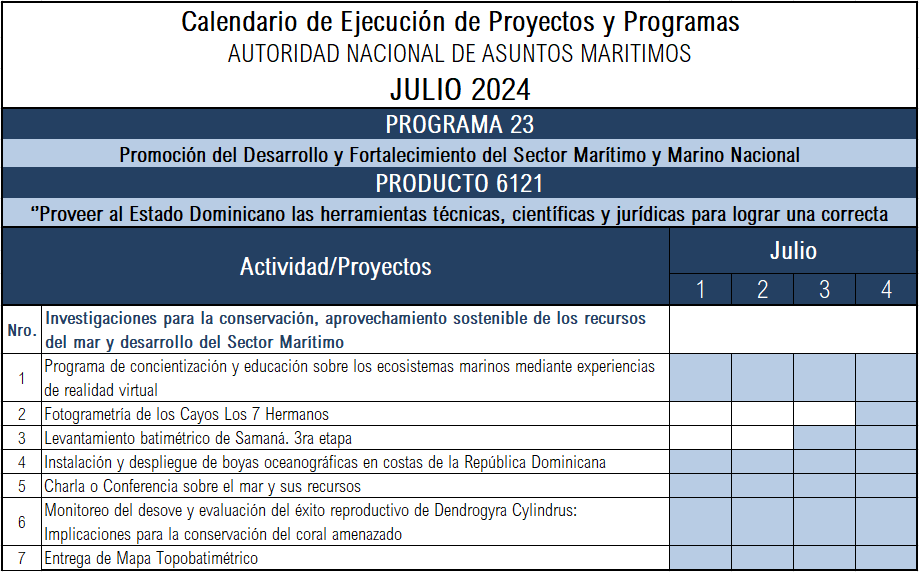 Calendario de Ejecución de Proyectos y Programas
AUTORIDAD NACIONAL DE ASUNTOS MARITIMOS
JULIO 2024
PROGRAMA 23
Promoción del Desarrollo y Fortalecimiento del Sector Marítimo y Marino Nacional
PRODUCTO 6121
‘’Proveer al Estado Dominicano las herramientas técnicas, científicas y jurídicas para lograr una correcta
Actividad/Proyectos
Julio
1 2 3 4
Nro.
Investigaciones para la conservación, aprovechamiento sostenible de los recursos
del mar y desarrollo del Sector Marítimo
1
Programa de concientización y educación sobre los ecosistemas marinos mediante experiencias
de realidad virtual
2 Fotogrametría de los Cayos Los 7 Hermanos
3 Levantamiento batimétrico de Samaná. 3ra etapa
4 Instalación y despliegue de boyas oceanográficas en costas de la República Dominicana
5 Charla o Conferencia sobre el mar y sus recursos
6
Monitoreo del desove y evaluación del éxito reproductivo de Dendrogyra Cylindrus:
Implicaciones para la conservación del coral amenazado
7 Entrega de Mapa Topobatimétrico